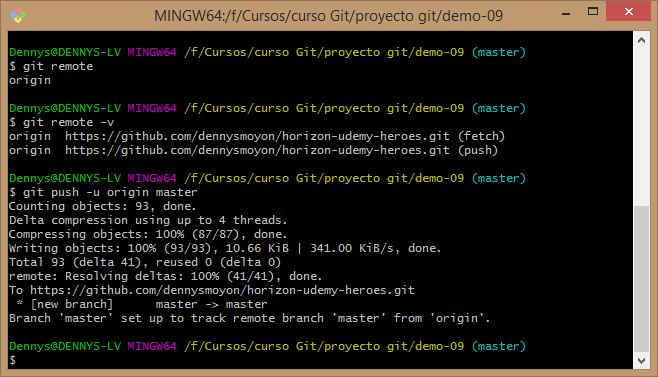 MINGW64:/f/Cursos/curso Git/proyecto git/demo-09
Dennys@DENNYS-LV MINGW64 /f/Cursos/curso Git/proyecto git/demo-09 (master)
$ git remote
origin
Dennys@DENNYS-LV MINGW64 /f/Cursos/curso Git/proyecto git/demo-09 (master)
$ git remote -v
origin  https://github.com/dennysmoyon/horizon-udemy-heroes.git (fetch)
origin  https://github.com/dennysmoyon/horizon-udemy-heroes.git (push)
Dennys@DENNYS-LV MINGW64 /f/Cursos/curso Git/proyecto git/demo-09 (master)
$ git push -u origin master
Counting objects: 93, done.
Delta compression using up to 4 threads.
Compressing objects: 100% (87/87), done.
Writing objects: 100% (93/93), 10.66 KiB | 341.00 KiB/s, done.
Total 93 (delta 41), reused 0 (delta 0)
remote: Resolving deltas: 100% (41/41), done.
To https://github.com/dennysmoyon/horizon-udemy-heroes.git
 * [new branch]      master -> master
Branch 'master' set up to track remote branch 'master' from 'origin'.
Dennys@DENNYS-LV MINGW64 /f/Cursos/curso Git/proyecto git/demo-09 (master)
$